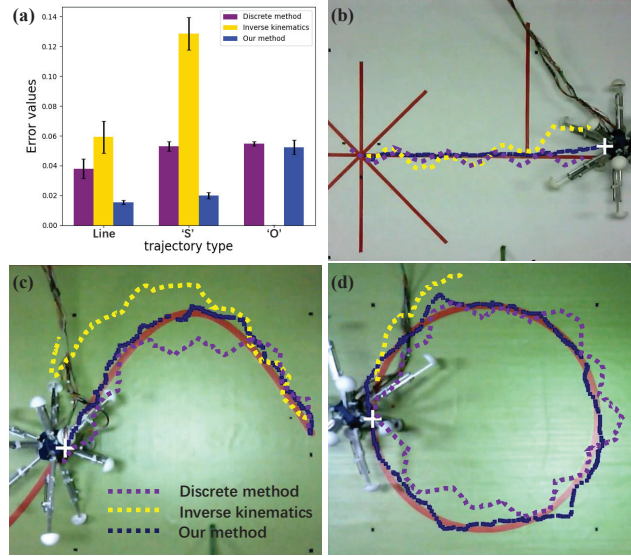 (a)
Error values
0.14
0.12
0.10
0.08
0.06
0.04
0.02
0.00
Discrete method
Inverse kinematics
Our method
Line
'S'
'O'
trajectory type
(b)
(c)
Discrete method
Inverse kinematics
Our method
(d)